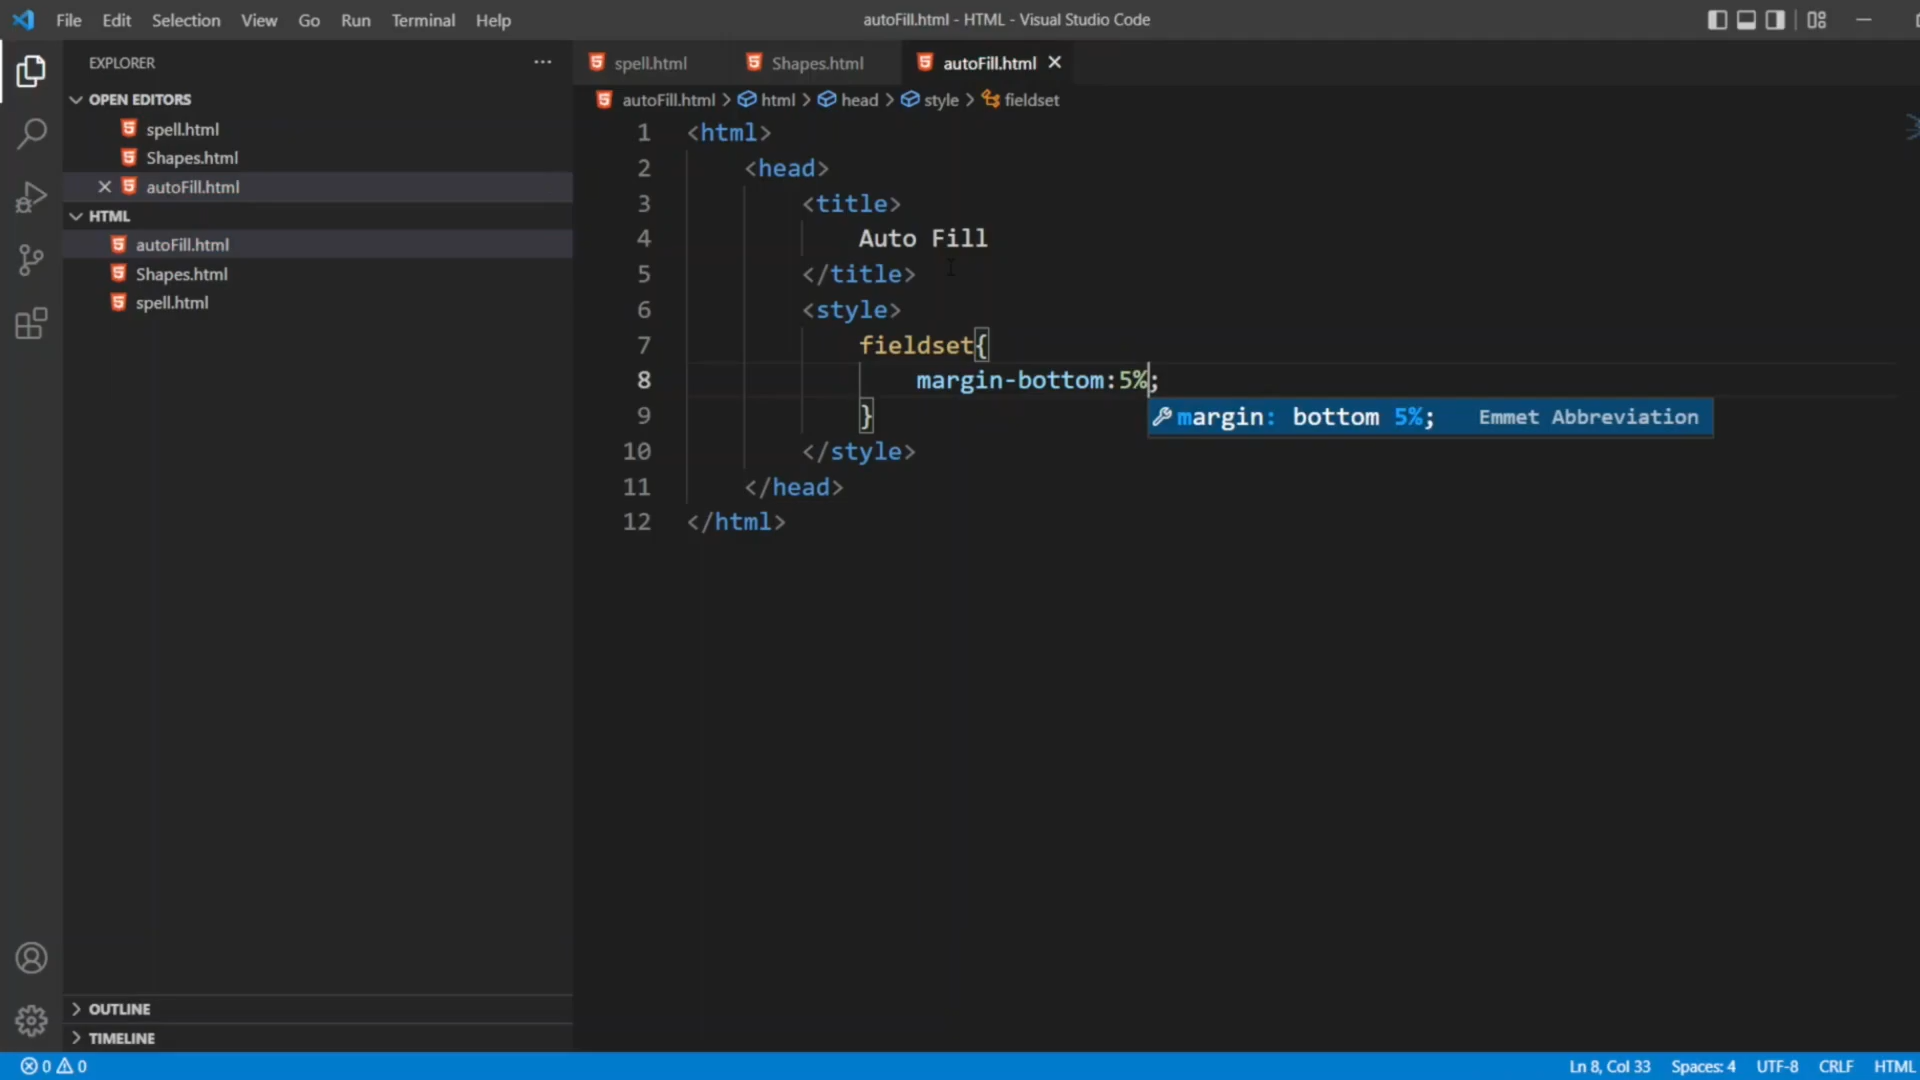 File Edit Selection View Go Run Terminal Help
autoFill.html - HTML - Visual Studio Code
EXPLORER
OPEN EDITORS
spell.html
Shapes.html
autoFill.html
HTML
autoFill.html
Shapes.html
spell.html
OUTLINE
TIMELINE
spell.html Shapes.html autoFill.html
autoFill.html > html > head > style > fieldset
1 <html>
2 <head>
3 <title>
4 Auto Fill
5 </title>
6 <style>
7 fieldset{
8 margin-bottom:5%;
margin: bottom 5%; Emmet Abbreviation
9 }
10 </style>
11 </head>
12 </html>
0 0 Ln 8, Col 33 Spaces: 4 UTF-8 CRLF HTML